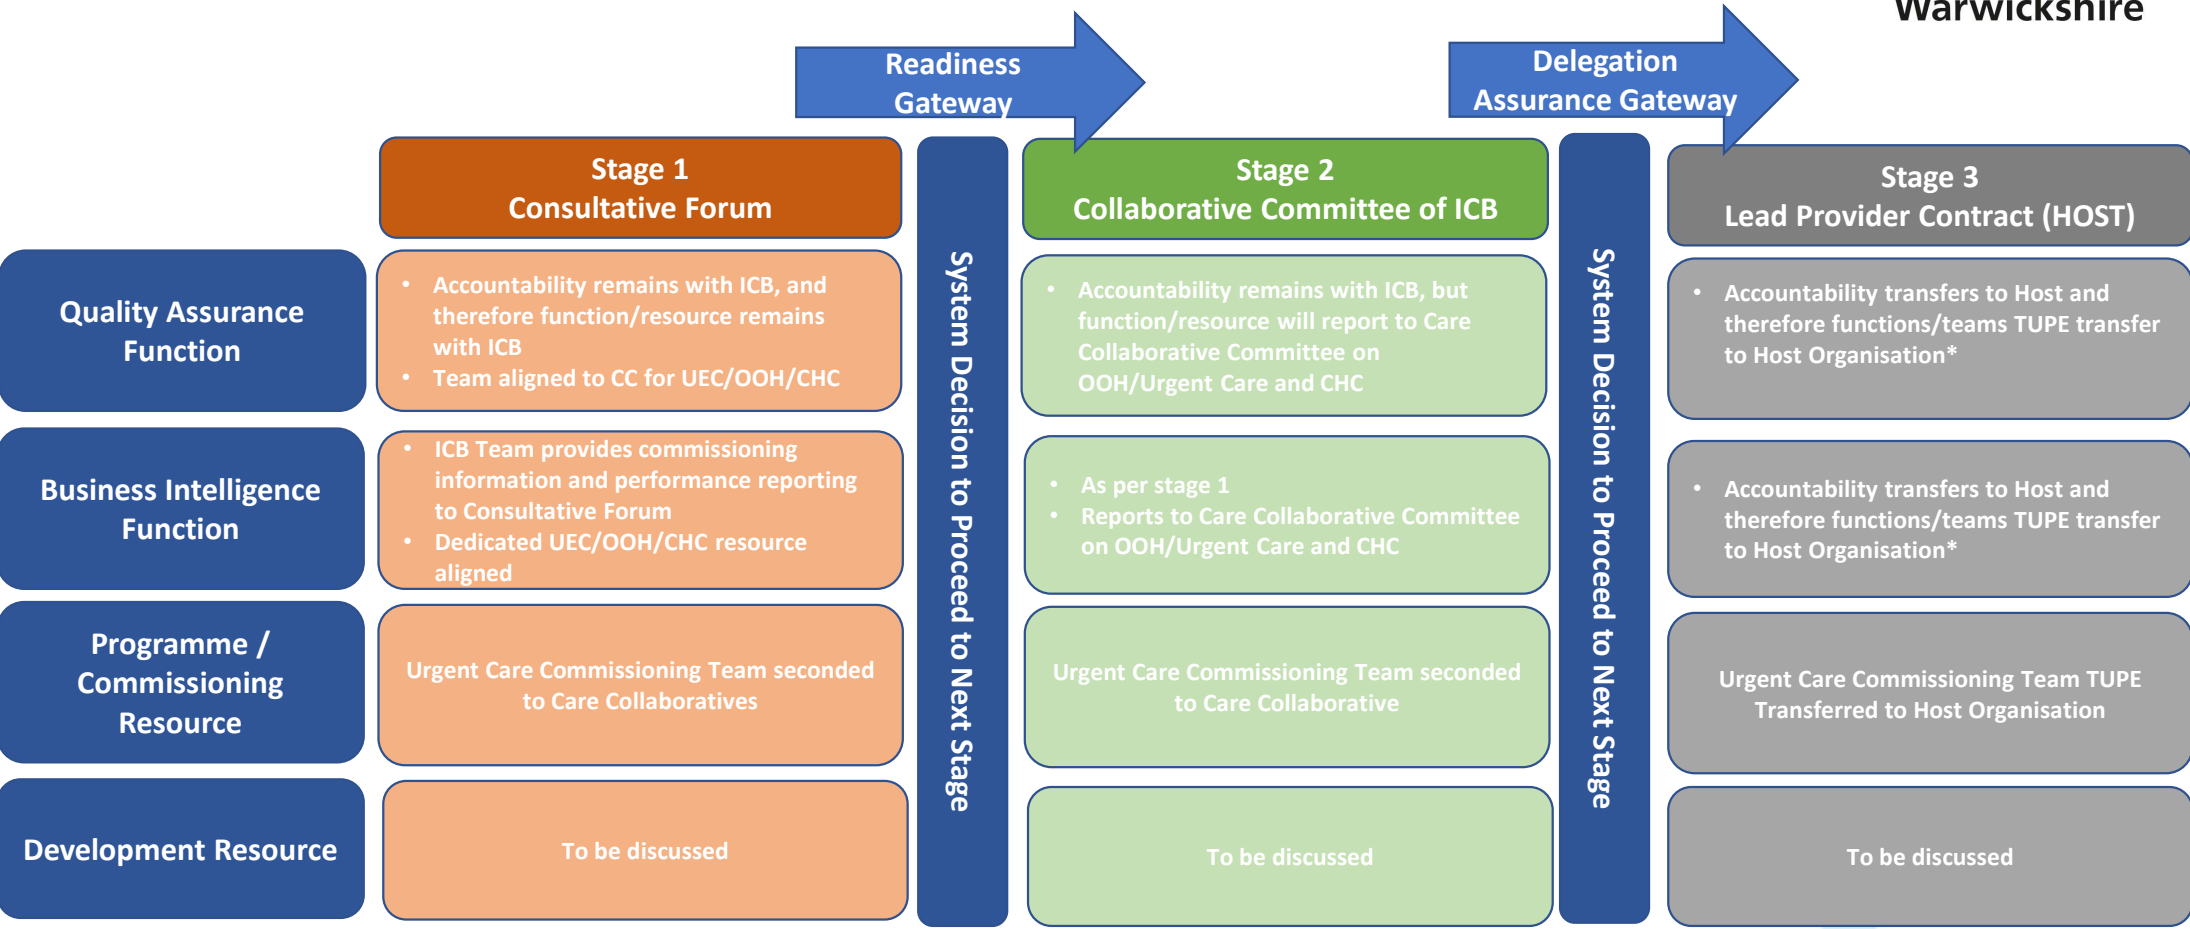 Warwickshire
Readiness
Gateway
Delegation
Assurance Gateway
Stage 1
Consultative Forum
Stage 2
Collaborative Committee of ICB
Stage 3
Lead Provider Contract (HOST)
System Decision to Proceed to Next Stage
System Decision to Proceed to Next Stage
Quality Assurance
Function
• Accountability remains with ICB, and
therefore function/resource remains
with ICB
• Team aligned to CC for UEC/OOH/CHC
• Accountability remains with ICB, but
function/resource will report to Care
Collaborative Committee on
OOH/Urgent Care and CHC
• Accountability transfers to Host and
therefore functions/teams TUPE transfer
to Host Organisation*
Business Intelligence
Function
• ICB Team provides commissioning
information and performance reporting
to Consultative Forum
• Dedicated UEC/OOH/CHC resource
aligned
• As per stage 1
• Reports to Care Collaborative Committee
on OOH/Urgent Care and CHC
• Accountability transfers to Host and
therefore functions/teams TUPE transfer
to Host Organisation*
Programme /
Commissioning
Resource
Urgent Care Commissioning Team seconded
to Care Collaboratives
Urgent Care Commissioning Team seconded
to Care Collaborative
Urgent Care Commissioning Team TUPE
Transferred to Host Organisation
Development Resource
To be discussed
To be discussed
To be discussed